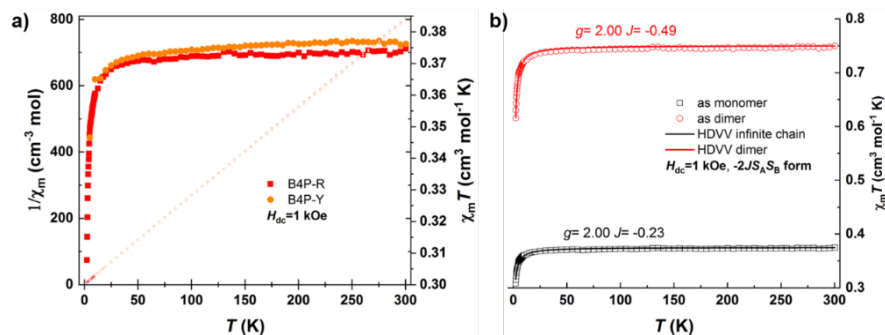 a)
800
700
600
500
400
300
200
100
0
1/χm (cm⁻³ mol)
B4P-R
B4P-Y
Hdc=1 kOe
0.38
0.37
0.36
0.35
0.34
0.33
0.32
0.31
0.30
χmT (cm³ mol⁻¹ K)
0 50 100 150 200 250 300
T (K)
b)
g= 2.00 J= -0.49
as monomer
as dimer
HDVV infinite chain
HDVV dimer
Hdc=1 kOe, -2JSASB form
g= 2.00 J= -0.23
0.8
0.7
0.6
0.5
0.4
0.3
χmT (cm³ mol⁻¹ K)
0 50 100 150 200 250 300
T (K)